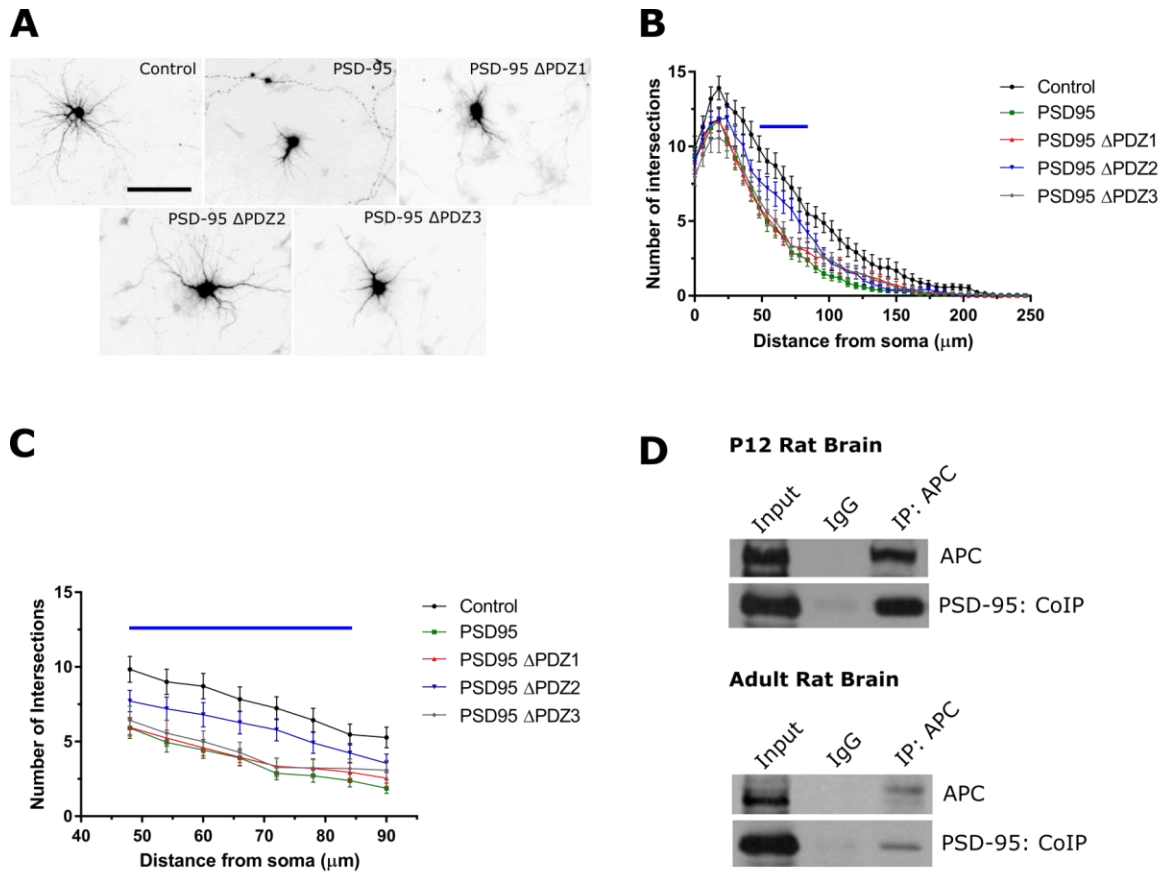 A
Control
PSD-95
PSD-95 ΔPDZ1
PSD-95 ΔPDZ2
PSD-95 ΔPDZ3
B
15
10
5
0
Number of intersections
0 50 100 150 200 250
Distance from soma (μm)
Control
PSD95
PSD95 ΔPDZ1
PSD95 ΔPDZ2
PSD95 ΔPDZ3
C
15
10
5
0
Number of Intersections
40 50 60 70 80 90
Distance from soma (μm)
Control
PSD95
PSD95 ΔPDZ1
PSD95 ΔPDZ2
PSD95 ΔPDZ3
D
P12 Rat Brain
Input IgG IP: APC
APC
PSD-95: CoIP
Adult Rat Brain
Input IgG IP: APC
APC
PSD-95: CoIP